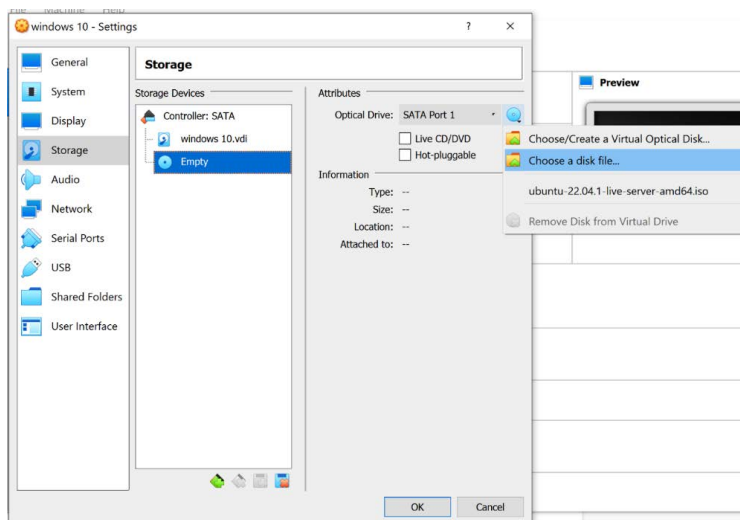 File Machine Help
windows 10 - Settings ? ×
General
System
Display
Storage
Audio
Network
Serial Ports
USB
Shared Folders
User Interface
Storage
Storage Devices
Controller: SATA
windows 10.vdi
Empty
Attributes
Optical Drive: SATA Port 1
Live CD/DVD
Hot-pluggable
Information
Type: --
Size: --
Location: --
Attached to: --
Preview
Choose/Create a Virtual Optical Disk...
Choose a disk file...
ubuntu-22.04.1-live-server-amd64.iso
Remove Disk from Virtual Drive
OK Cancel